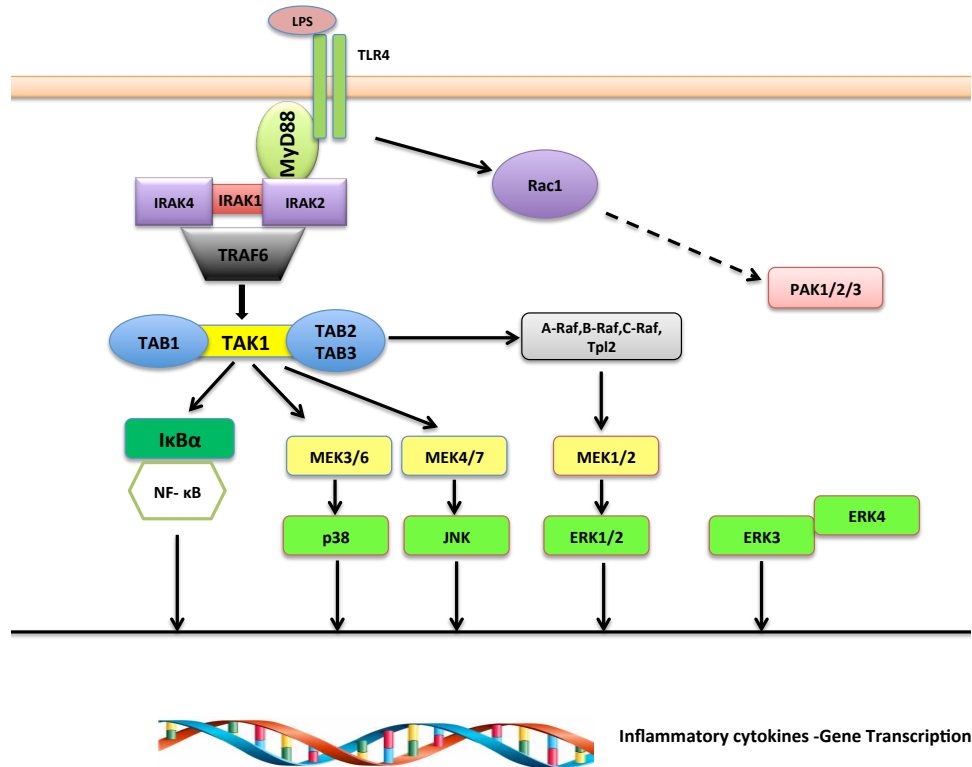 LPS
TLR4
MyD88
Rac1
IRAK4
IRAK1
IRAK2
TRAF6
PAK1/2/3
TAB1
TAK1
TAB2
TAB3
A-Raf,B-Raf,C-Raf,
Tpl2
IκBα
NF- κB
MEK3/6
MEK4/7
MEK1/2
p38
JNK
ERK1/2
ERK3
ERK4
Inflammatory cytokines -Gene Transcription